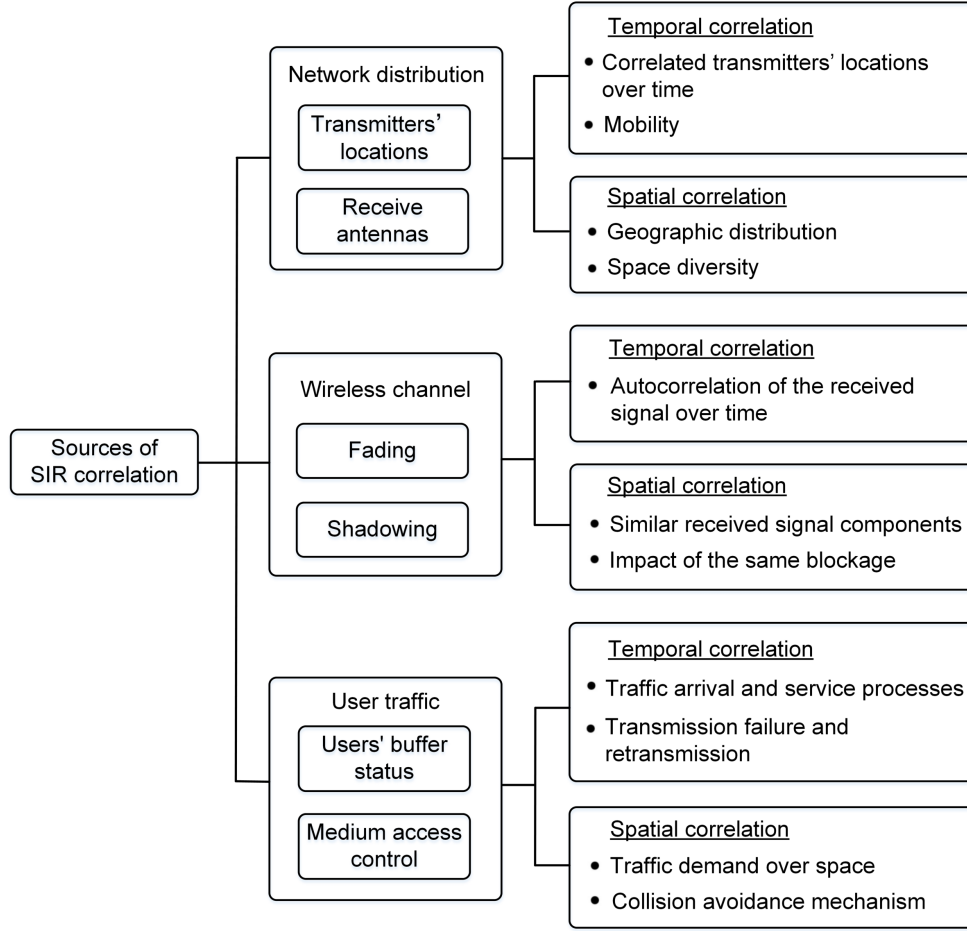 Sources of
SIR correlation
Network distribution
Transmitters’
locations
Receive
antennas
Temporal correlation
• Correlated transmitters’ locations
over time
• Mobility
Spatial correlation
• Geographic distribution
• Space diversity
Wireless channel
Fading
Shadowing
Temporal correlation
• Autocorrelation of the received
signal over time
Spatial correlation
• Similar received signal components
• Impact of the same blockage
User traffic
Users' buffer
status
Medium access
control
Temporal correlation
• Traffic arrival and service processes
• Transmission failure and
retransmission
Spatial correlation
• Traffic demand over space
• Collision avoidance mechanism